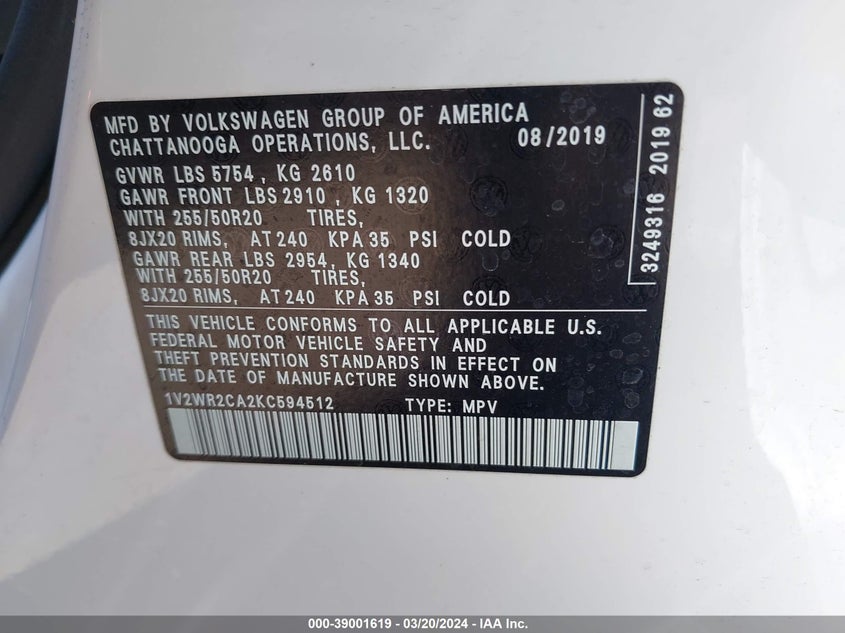 MFD BY VOLKSWAGEN GROUP OF AMERICA
CHATTANOOGA OPERATIONS, LLC. 08/2019
GVWR LBS 5754 , KG 2610
GAWR FRONT LBS 2910 , KG 1320
WITH 255/50R20 TIRES,
8JX20 RIMS, AT 240 KPA 35 PSI COLD
GAWR REAR LBS 2954, KG 1340
WITH 255/50R20 TIRES,
8JX20 RIMS, AT 240 KPA 35 PSI COLD
THIS VEHICLE CONFORMS TO ALL APPLICABLE U.S.
FEDERAL MOTOR VEHICLE SAFETY AND
THEFT PREVENTION STANDARDS IN EFFECT ON
THE DATE OF MANUFACTURE SHOWN ABOVE.
1V2WR2CA2KC594512 TYPE: MPV
3249316 2019 62
000-39001619 - 03/20/2024 - IAA Inc.